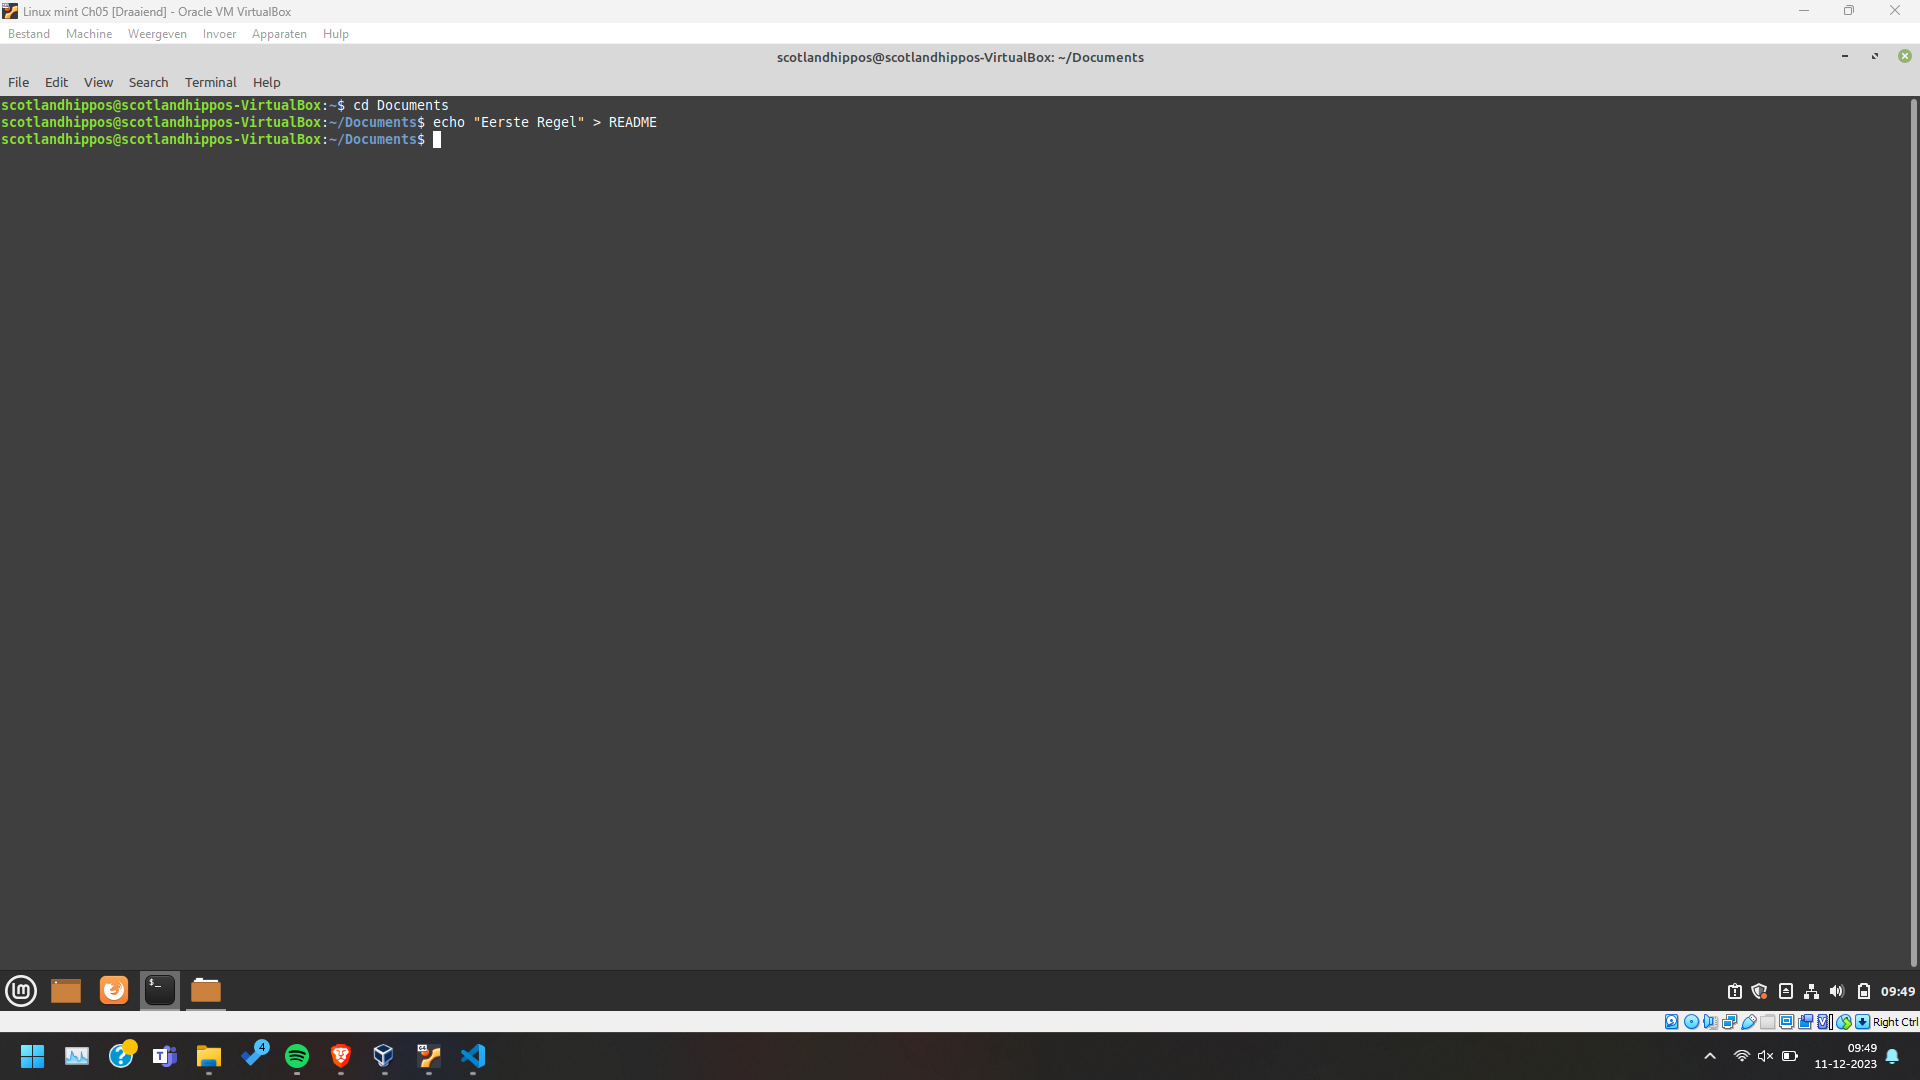 Linux mint Ch05 [Draaiend] - Oracle VM VirtualBox
Bestand Machine Weergeven Invoer Apparaten Hulp
scotlandhippos@scotlandhippos-VirtualBox: ~/Documents
File Edit View Search Terminal Help
scotlandhippos@scotlandhippos-VirtualBox:~$ cd Documents
scotlandhippos@scotlandhippos-VirtualBox:~/Documents$ echo "Eerste Regel" > README
scotlandhippos@scotlandhippos-VirtualBox:~/Documents$
$_
09:49
Right Ctrl
4
09:49
11-12-2023